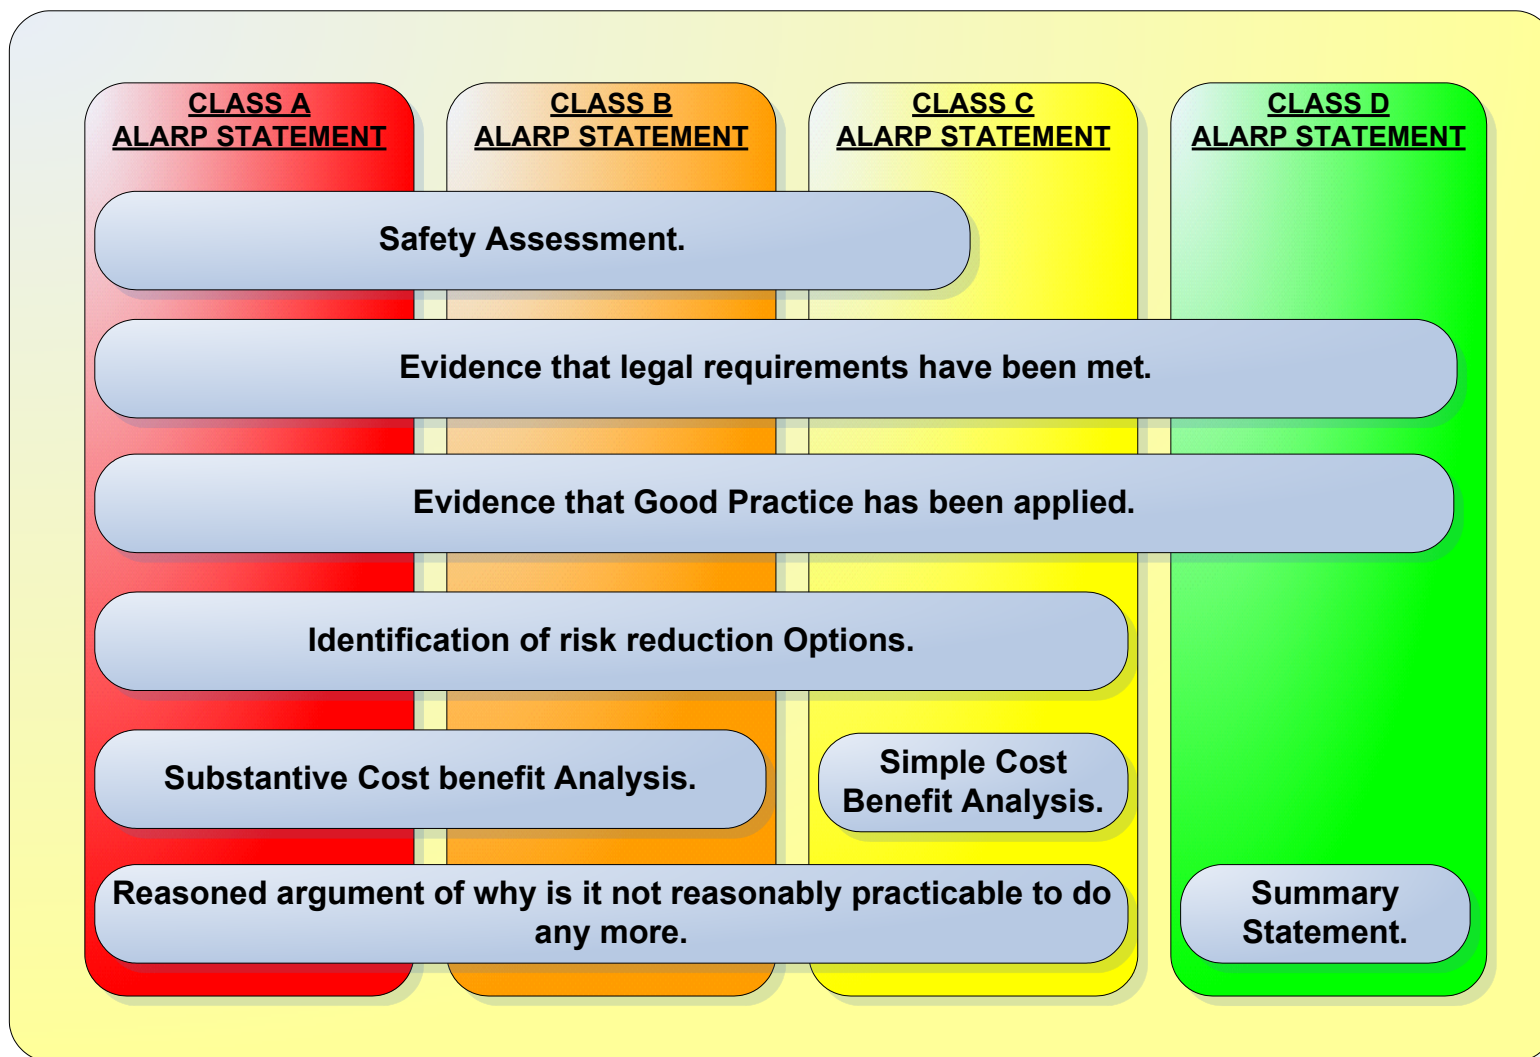 CLASS A
ALARP STATEMENT
CLASS B
ALARP STATEMENT
CLASS C
ALARP STATEMENT
CLASS D
ALARP STATEMENT
Safety Assessment.
Evidence that legal requirements have been met.
Evidence that Good Practice has been applied.
Identification of risk reduction Options.
Substantive Cost benefit Analysis.
Simple Cost
Benefit Analysis.
Reasoned argument of why is it not reasonably practicable to do
any more.
Summary
Statement.